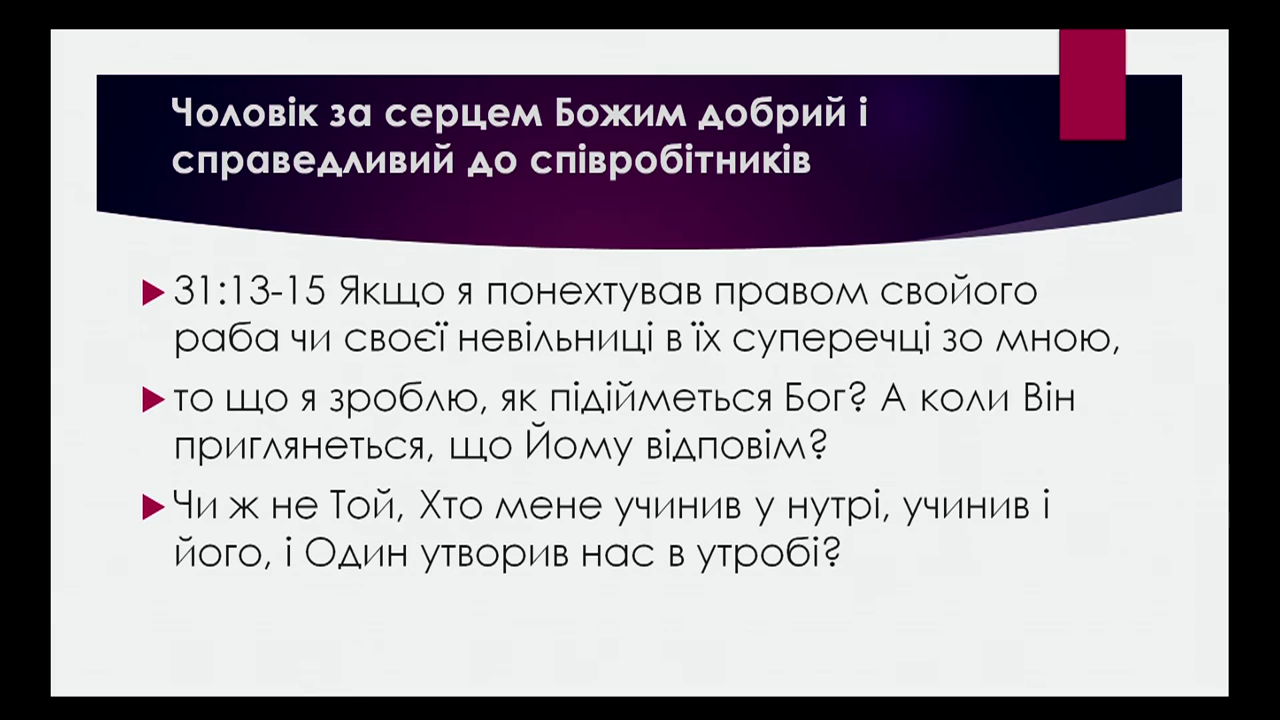 Чоловік за серцем Божим добрий і
справедливий до співробітників
31:13-15 Якщо я понехтував правом свойого
раба чи своєї невільниці в їх суперечці зо мною,
то що я зроблю, як підійметься Бог? А коли Він
приглянеться, що Йому відповім?
Чи ж не Той, Хто мене учинив у нутрі, учинив і
його, і Один утворив нас в утробі?